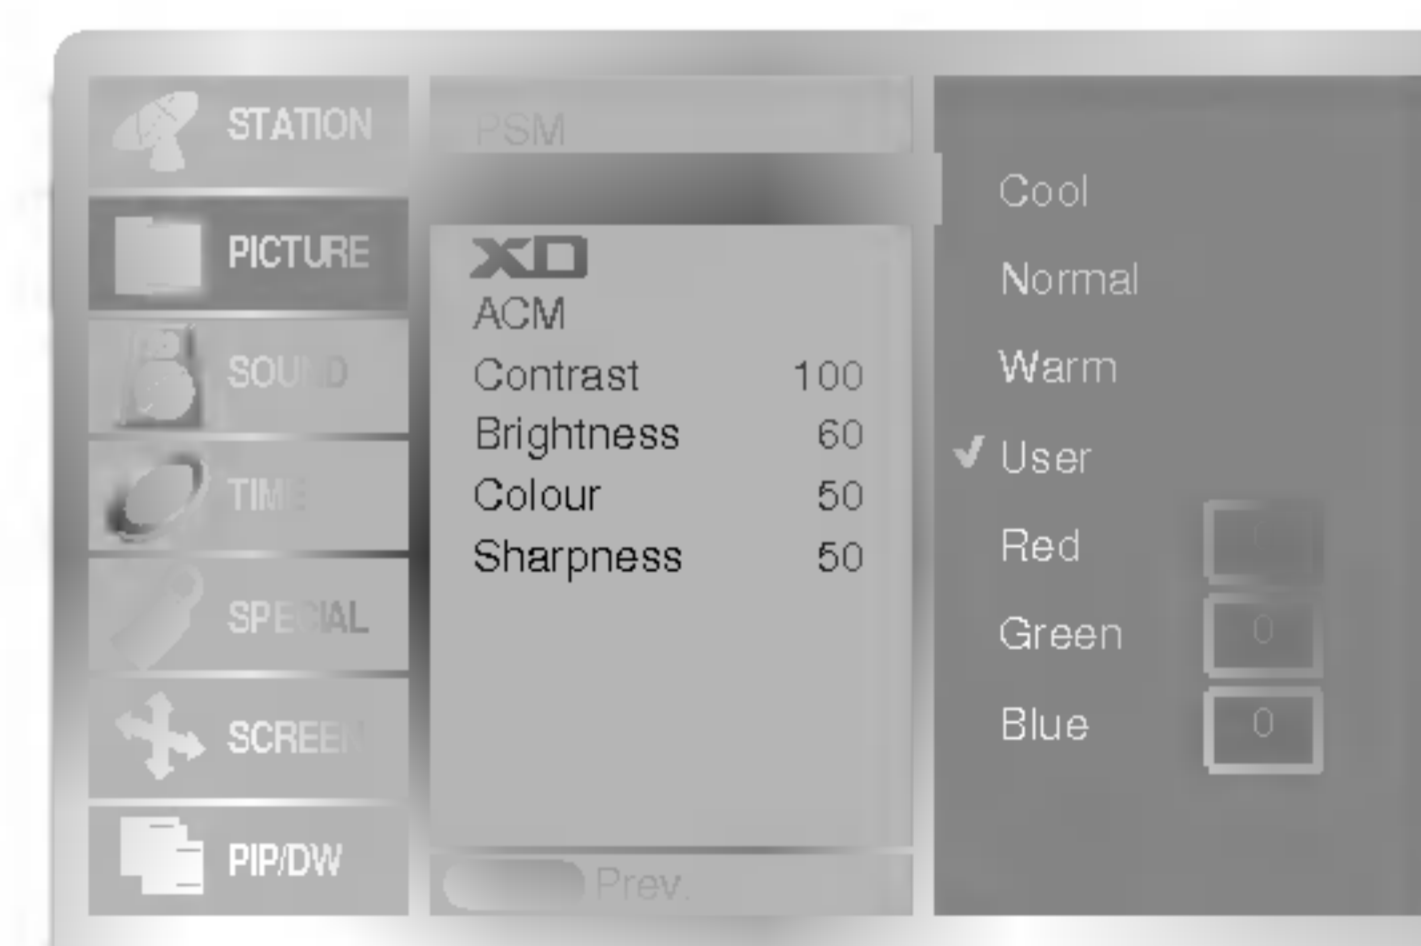 STATION
PICTURE
SOUND
TIME
SPECIAL
SCREEN
PIP/DW
PSM
XD
ACM
Contrast 100
Brightness 60
Colour 50
Sharpness 50
Prev.
Cool
Normal
Warm
✔ User
Red 0
Green 0
Blue 0